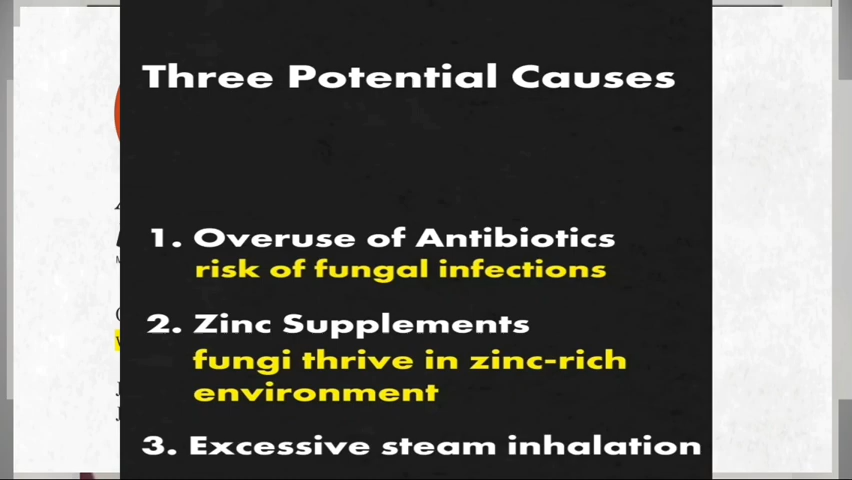 Three Potential Causes
1. Overuse of Antibiotics
risk of fungal infections
2. Zinc Supplements
fungi thrive in zinc-rich
environment
3. Excessive steam inhalation